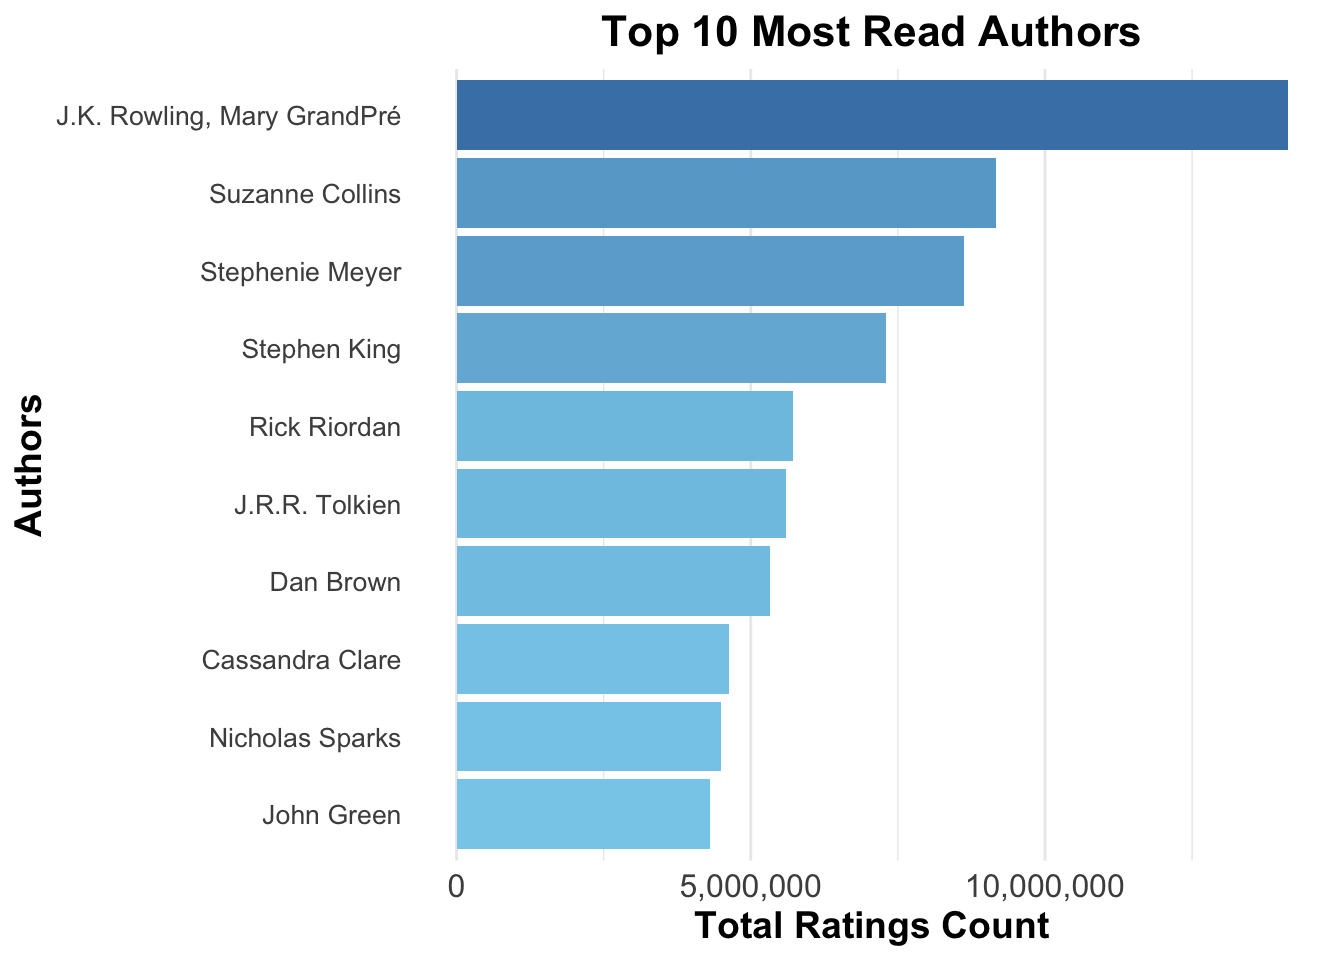 Top 10 Most Read Authors
J.K. Rowling, Mary GrandPré
Suzanne Collins
Stephenie Meyer
Stephen King
Rick Riordan
J.R.R. Tolkien
Dan Brown
Cassandra Clare
Nicholas Sparks
John Green
Authors
0
5,000,000
10,000,000
Total Ratings Count